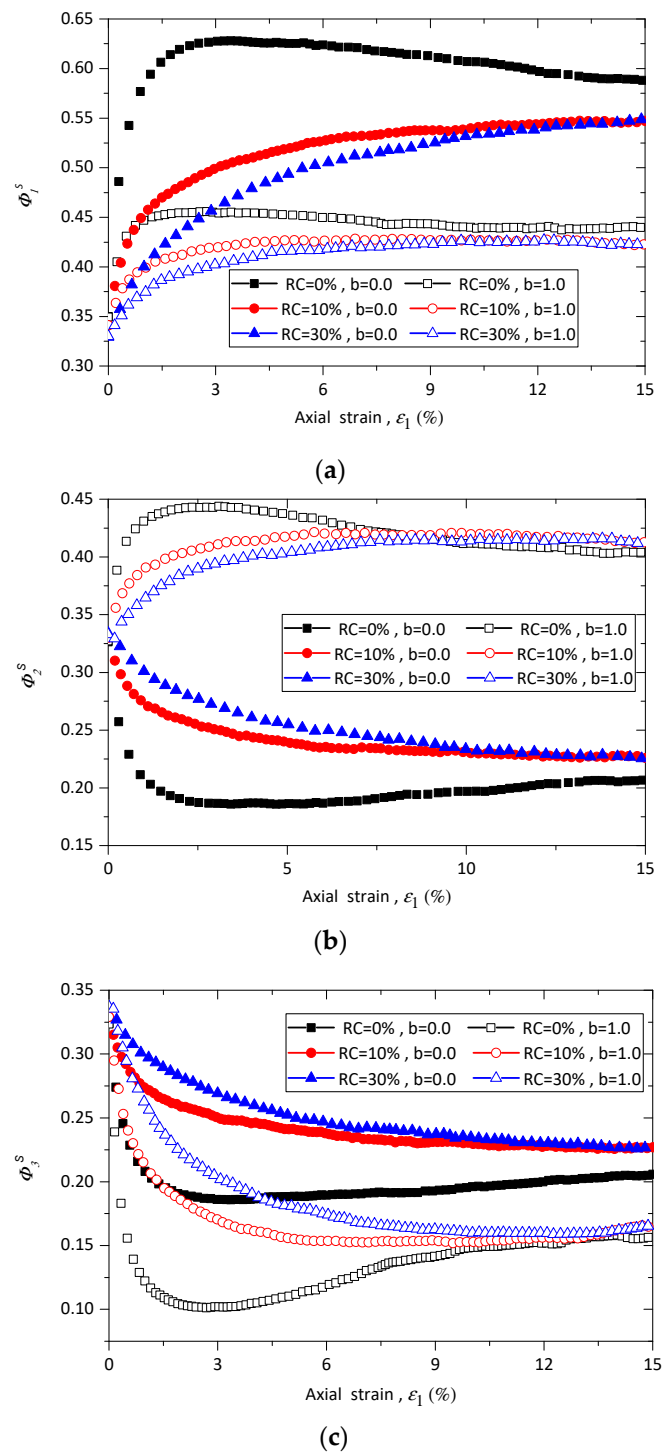 0.65
0.60
0.55
0.50
0.45
0.40
0.35
0.30
Φ₁ˢ
RC=0% , b=0.0 RC=0% , b=1.0
RC=10% , b=0.0 RC=10% , b=1.0
RC=30% , b=0.0 RC=30% , b=1.0
0 3 6 9 12 15
Axial strain , ε₁ (%)
(a)
0.45
0.40
0.35
0.30
0.25
0.20
0.15
Φ₂ˢ
RC=0% , b=0.0 RC=0% , b=1.0
RC=10% , b=0.0 RC=10% , b=1.0
RC=30% , b=0.0 RC=30% , b=1.0
0 5 10 15
Axial strain , ε₁ (%)
(b)
0.35
0.30
0.25
0.20
0.15
0.10
Φ₃ˢ
RC=0% , b=0.0 RC=0% , b=1.0
RC=10% , b=0.0 RC=10% , b=1.0
RC=30% , b=0.0 RC=30% , b=1.0
0 3 6 9 12 15
Axial strain , ε₁ (%)
(c)